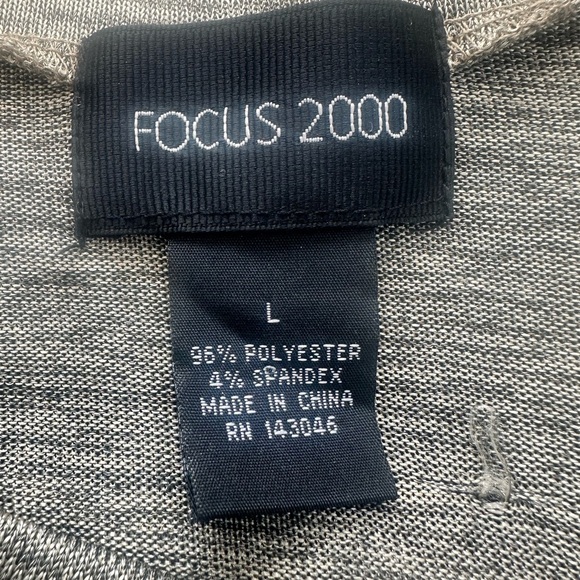 FOCUS 2000
L
96% POLYESTER
4% SPANDEX
MADE IN CHINA
RN 143046